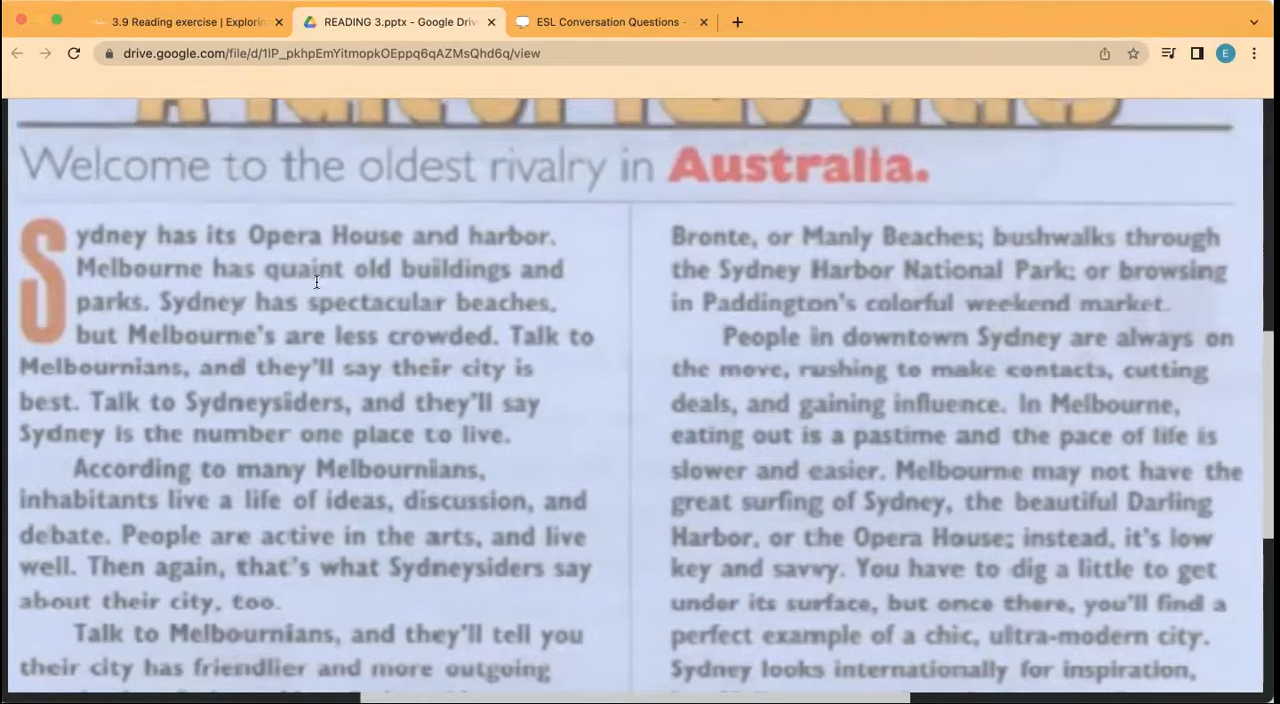 3.9 Reading exercise | Explorin
READING 3.pptx - Google Driv
ESL Conversation Questions -
drive.google.com/file/d/1IP_pkhpEmYitmopkOEppq6qAZMsQhd6q/view
E
Welcome to the oldest rivalry in Australia.
Sydney has its Opera House and harbor.
Melbourne has quaint old buildings and
parks. Sydney has spectacular beaches,
but Melbourne's are less crowded. Talk to
Melbournians, and they'll say their city is
best. Talk to Sydneysiders, and they'll say
Sydney is the number one place to live.
According to many Melbournians,
inhabitants live a life of ideas, discussion, and
debate. People are active in the arts, and live
well. Then again, that's what Sydneysiders say
about their city, too.
Talk to Melbournians, and they'll tell you
their city has friendlier and more outgoing
Bronte, or Manly Beaches; bushwalks through
the Sydney Harbor National Park; or browsing
in Paddington's colorful weekend market.
People in downtown Sydney are always on
the move, rushing to make contacts, cutting
deals, and gaining influence. In Melbourne,
eating out is a pastime and the pace of life is
slower and easier. Melbourne may not have the
great surfing of Sydney, the beautiful Darling
Harbor, or the Opera House; instead, it's low
key and savvy. You have to dig a little to get
under its surface, but once there, you'll find a
perfect example of a chic, ultra-modern city.
Sydney looks internationally for inspiration,